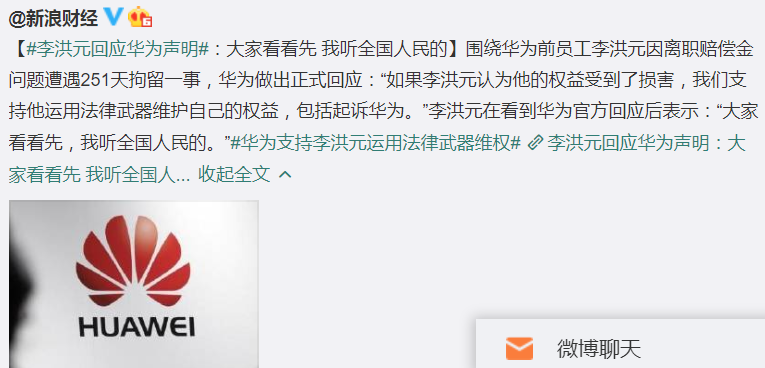 @新浪财经
【#李洪元回应华为声明#：大家看看先 我听全国人民的】围绕华为前员工李洪元因离职赔偿金
问题遭遇251天拘留一事，华为做出正式回应：“如果李洪元认为他的权益受到了损害，我们支
持他运用法律武器维护自己的权益，包括起诉华为。”李洪元在看到华为官方回应后表示：“大家
看看先，我听全国人民的。”#华为支持李洪元运用法律武器维权# 李洪元回应华为声明：大
家看看先 我听全国人... 收起全文
HUAWEI
微博聊天